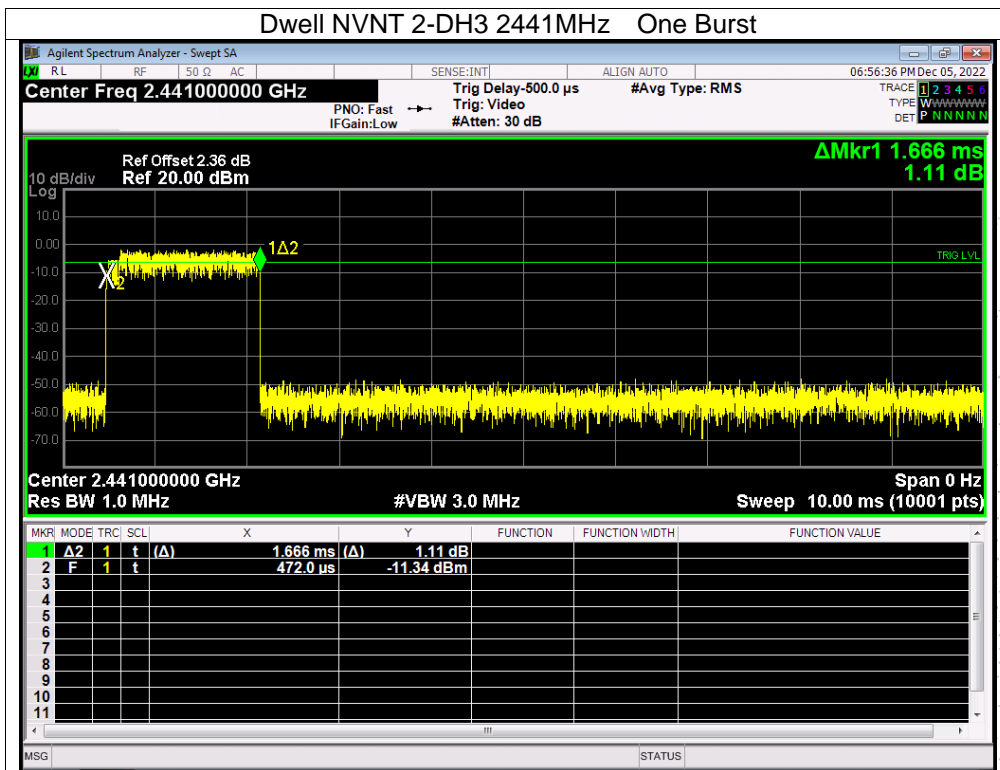 Dwell NVNT 2-DH3 2441MHz One Burst
Agilent Spectrum Analyzer - Swept SA
LXI RL RF 50 Ω AC SENSE:INT ALIGN AUTO 06:56:36 PM Dec 05, 2022
Center Freq 2.441000000 GHz Trig Delay-500.0 µs #Avg Type: RMS TRACE 1 2 3 4 5 6
PNO: Fast Trig: Video TYPE WWWWWW
IFGain:Low #Atten: 30 dB DET P N N N N N
ΔMkr1 1.666 ms
Ref Offset 2.36 dB
10 dB/div Ref 20.00 dBm 1.11 dB
Log
10.0
0.00
1Δ2
TRIG LVL
-10.0
2
-20.0
-30.0
-40.0
-50.0
-60.0
-70.0
Center 2.441000000 GHz Span 0 Hz
Res BW 1.0 MHz #VBW 3.0 MHz Sweep 10.00 ms (10001 pts)
MKR MODE TRC SCL X Y FUNCTION FUNCTION WIDTH FUNCTION VALUE
1 Δ2 1 t (Δ) 1.666 ms (Δ) 1.11 dB
2 F 1 t 472.0 µs -11.34 dBm
3
4
5
6
7
8
9
10
11
MSG STATUS